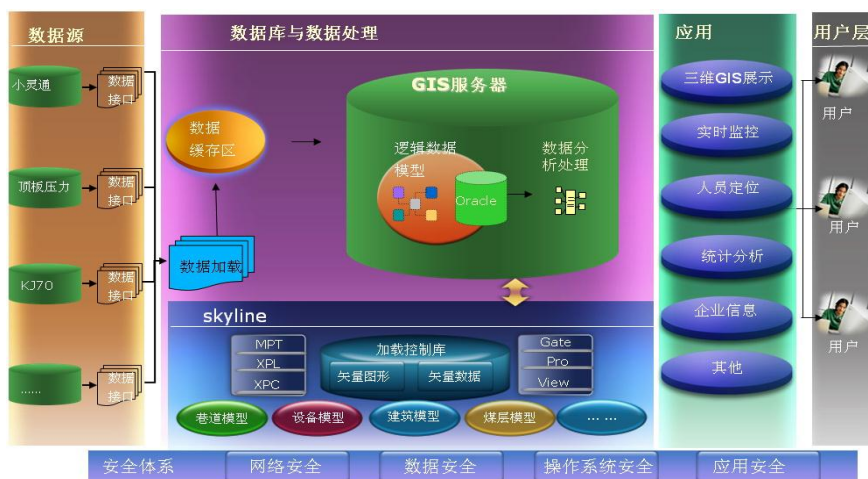 数据源
小灵通
数据
接口
顶板压力
数据
接口
KJ70
数据
接口
......
数据
接口
数据库与数据处理
数据
缓存区
数据加载
GIS服务器
逻辑数据
模型
Oracle
数据分
析处理
skyline
MPT
XPL
XPC
加载控制库
矢量图形
矢量数据
Gate
Pro
View
巷道模型
设备模型
建筑模型
煤层模型
... ...
应用
三维GIS展示
实时监控
人员定位
统计分析
企业信息
其他
用户层
用户
用户
用户
安全体系
网络安全
数据安全
操作系统安全
应用安全